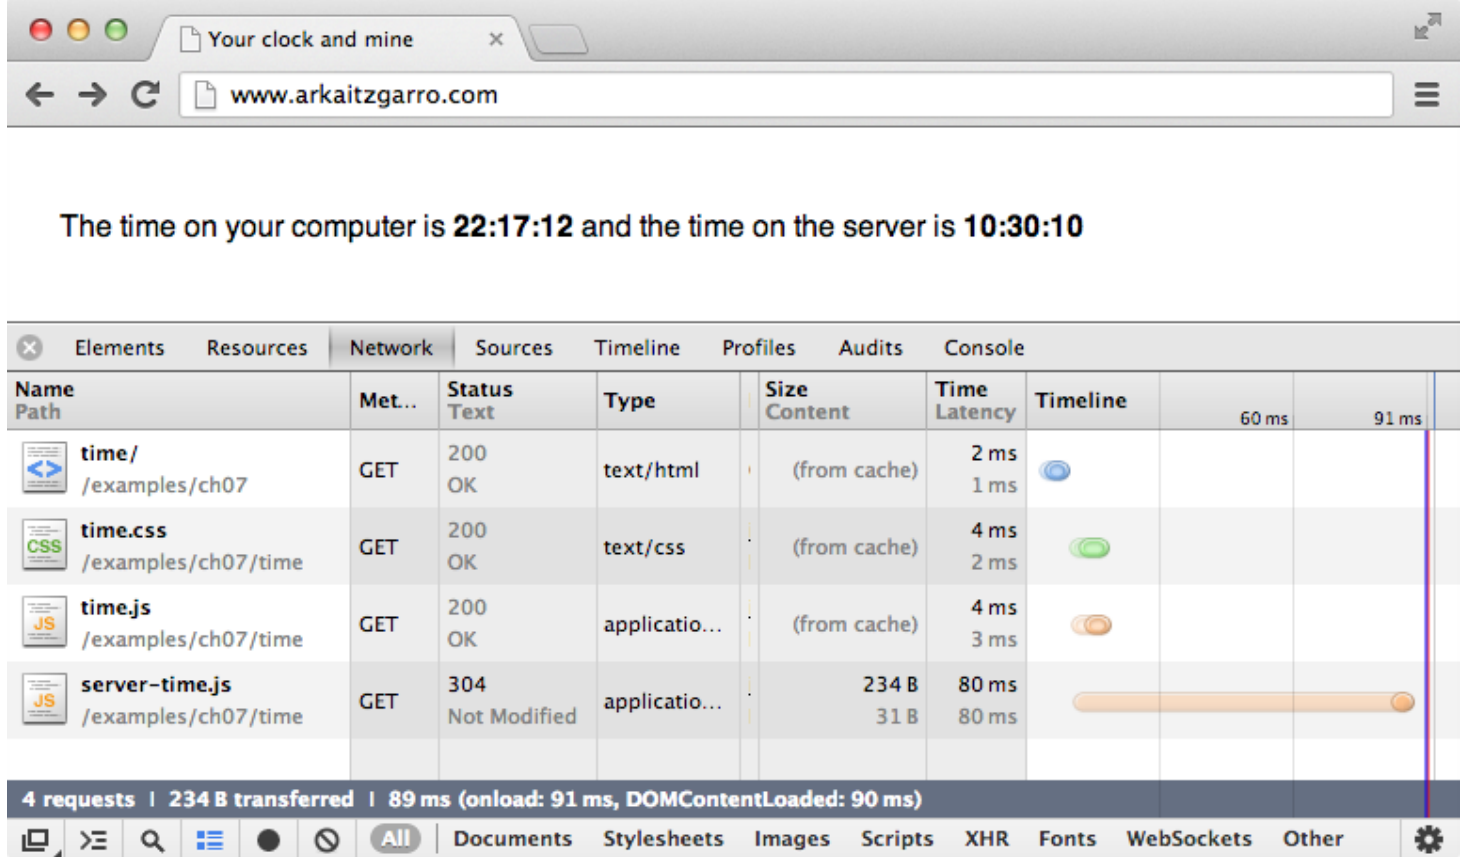 Your clock and mine
www.arkaitzgarro.com
The time on your computer is 22:17:12 and the time on the server is 10:30:10
Elements Resources Network Sources Timeline Profiles Audits Console
Name Met... Status Type Size Time Timeline
Path Text Content Latency 60 ms 91 ms
time/ GET 200 text/html (from cache) 2 ms
/examples/ch07 OK 1 ms
<> 
time.css GET 200 text/css (from cache) 4 ms
CSS /examples/ch07/time OK 2 ms
time.js GET 200 applicatio... (from cache) 4 ms
JS /examples/ch07/time OK 3 ms
server-time.js GET 304 applicatio... 234 B 80 ms
JS /examples/ch07/time Not Modified 31 B 80 ms
4 requests | 234 B transferred | 89 ms (onload: 91 ms, DOMContentLoaded: 90 ms)
All Documents Stylesheets Images Scripts XHR Fonts WebSockets Other